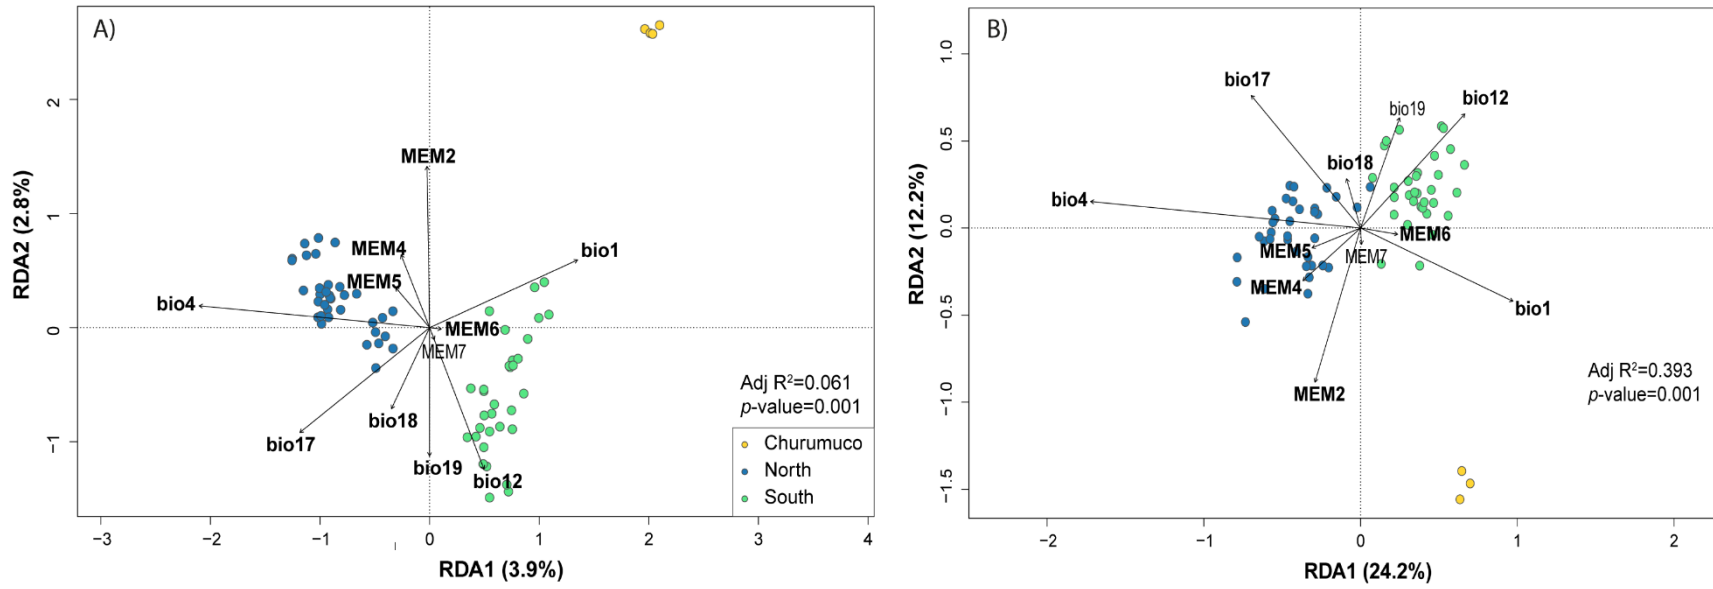 A)
2
1
0
−1
RDA2 (2.8%)
MEM2
MEM4
MEM5
bio4
bio1
MEM6
MEM7
bio17
bio18
bio19
bio12
Adj R²=0.061
p-value=0.001
Churumuco
North
South
−3 −2 −1 0 1 2 3 4
RDA1 (3.9%)
B)
1.0
0.5
0.0
−0.5
−1.0
−1.5
RDA2 (12.2%)
bio17
bio19
bio12
bio18
bio4
MEM6
MEM5
MEM7
MEM4
bio1
MEM2
Adj R²=0.393
p-value=0.001
−2 −1 0 1 2
RDA1 (24.2%)